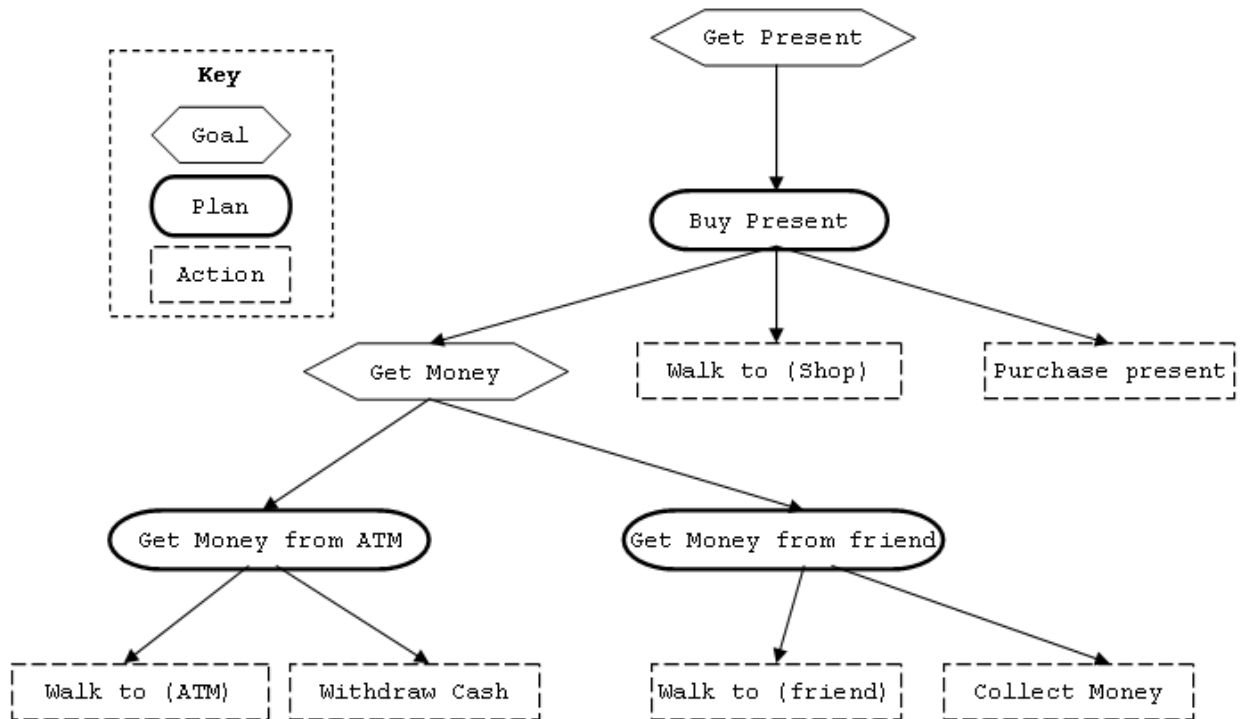 Get Present
Key
Goal
Plan
Buy Present
Action
Get Money
Walk to (Shop)
Purchase present
Get Money from ATM
Get Money from friend
Walk to (ATM)
Withdraw Cash
Walk to (friend)
Collect Money